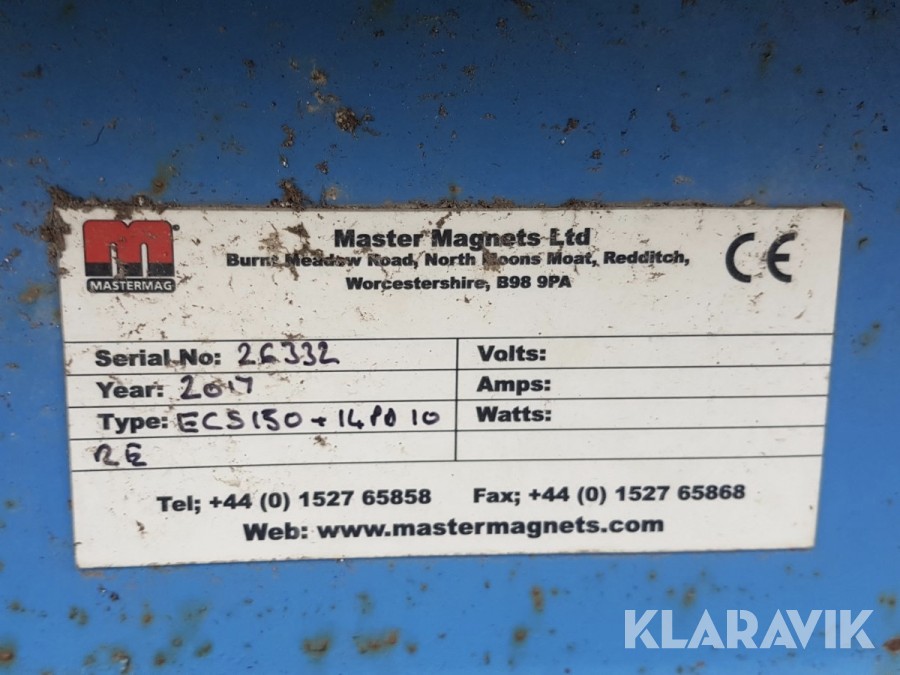 m
MASTERMAG
Master Magnets Ltd
Burnt Meadow Road, North Moons Moat, Redditch,
Worcestershire, B98 9PA
CE
Serial No: 26332
Year: 2017
Type: ECS150+14PD10
RE
Volts:
Amps:
Watts:
Tel; +44 (0) 1527 65858 Fax; +44 (0) 1527 65868
Web: www.mastermagnets.com
KLARAVIK